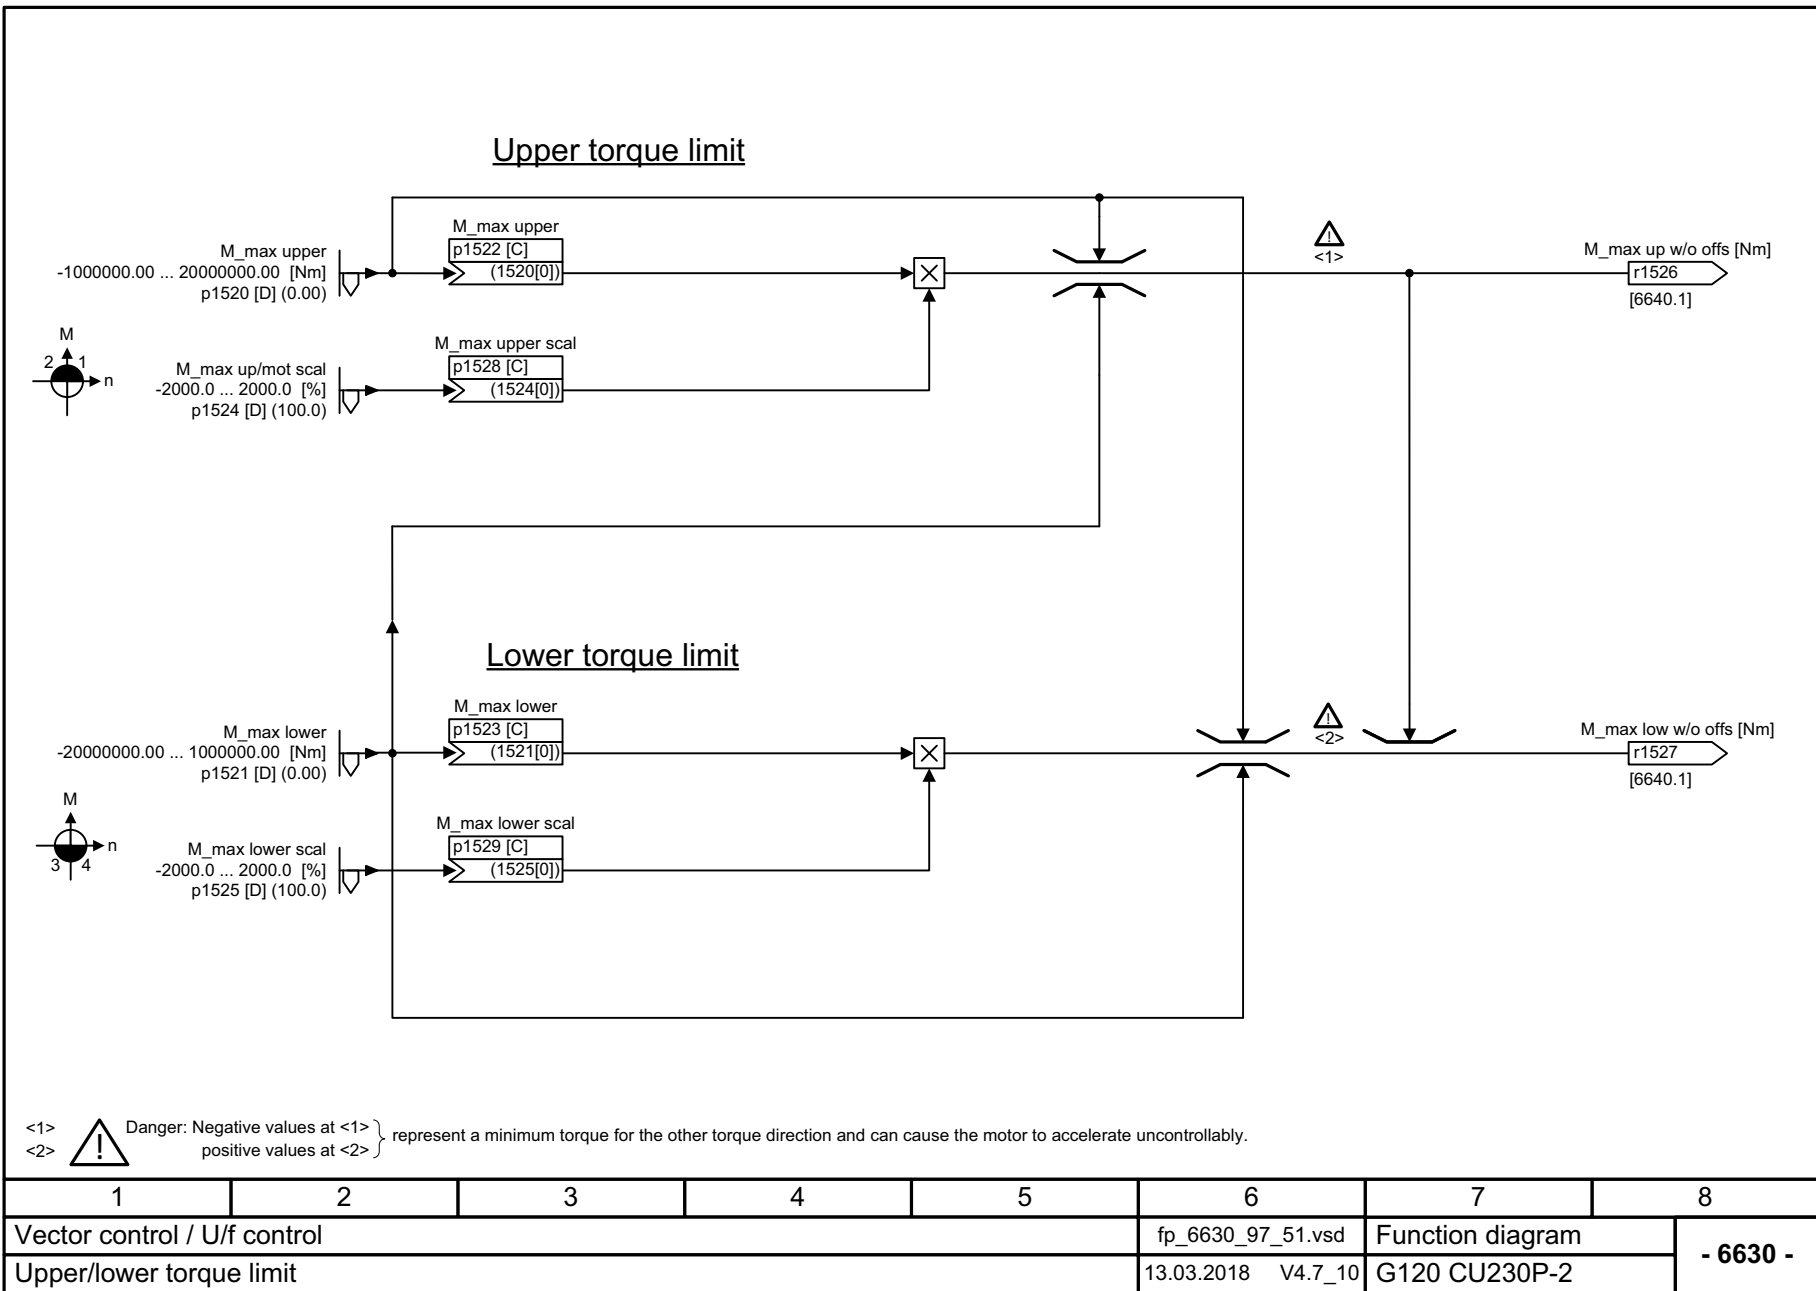 Upper torque limit
M_max upper
-1000000.00 ... 20000000.00 [Nm]
p1520 [D] (0.00)
M_max upper
p1522 [C]
(1520[0])
<1>
M_max up w/o offs [Nm]
r1526
[6640.1]
M
2 1
n
M_max up/mot scal
-2000.0 ... 2000.0 [%]
p1524 [D] (100.0)
M_max upper scal
p1528 [C]
(1524[0])
Lower torque limit
M_max lower
-20000000.00 ... 1000000.00 [Nm]
p1521 [D] (0.00)
M_max lower
p1523 [C]
(1521[0])
<2>
M_max low w/o offs [Nm]
r1527
[6640.1]
M
n
3 4
M_max lower scal
-2000.0 ... 2000.0 [%]
p1525 [D] (100.0)
M_max lower scal
p1529 [C]
(1525[0])
<1>
<2>
! Danger: Negative values at <1>
positive values at <2>
represent a minimum torque for the other torque direction and can cause the motor to accelerate uncontrollably.
1 2 3 4 5 6 7 8
Vector control / U/f control fp_6630_97_51.vsd Function diagram
- 6630 -
Upper/lower torque limit 13.03.2018 V4.7_10 G120 CU230P-2